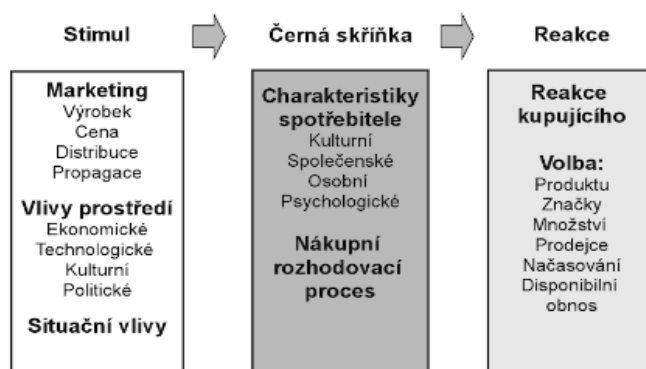 Stimul
Černá skříňka
Reakce
Marketing
Výrobek
Cena
Distribuce
Propagace
Vlivy prostředí
Ekonomické
Technologické
Kulturní
Politické
Situační vlivy
Charakteristiky
spotřebitele
Kulturní
Společenské
Osobní
Psychologické
Nákupní
rozhodovací
proces
Reakce
kupujícího
Volba:
Produktu
Značky
Množství
Prodejce
Načasování
Disponibilní
obnos